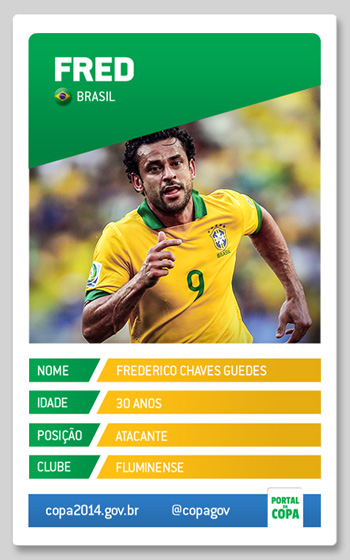 FRED
BRASIL
BRASIL
9
NOME FREDERICO CHAVES GUEDES
IDADE 30 ANOS
POSIÇÃO ATACANTE
CLUBE FLUMINENSE
copa2014.gov.br @copagov
PORTAL
DA
COPA